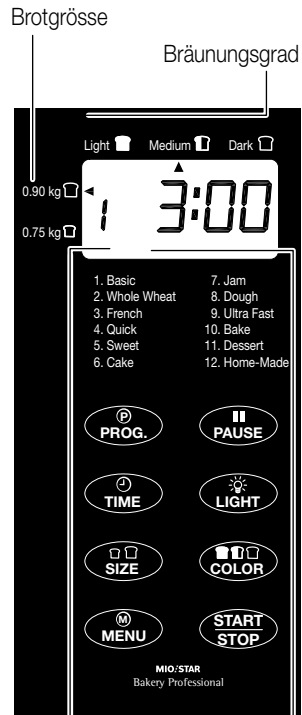 Brotgrösse
Bräunungsgrad
Light Medium Dark
0.90 kg
1 3:00
0.75 kg
1. Basic 7. Jam
2. Whole Wheat 8. Dough
3. French 9. Ultra Fast
4. Quick 10. Bake
5. Sweet 11. Dessert
6. Cake 12. Home-Made
P
PROG. PAUSE
TIME LIGHT
SIZE COLOR
M
MENU START
STOP
MIO STAR
Bakery Professional